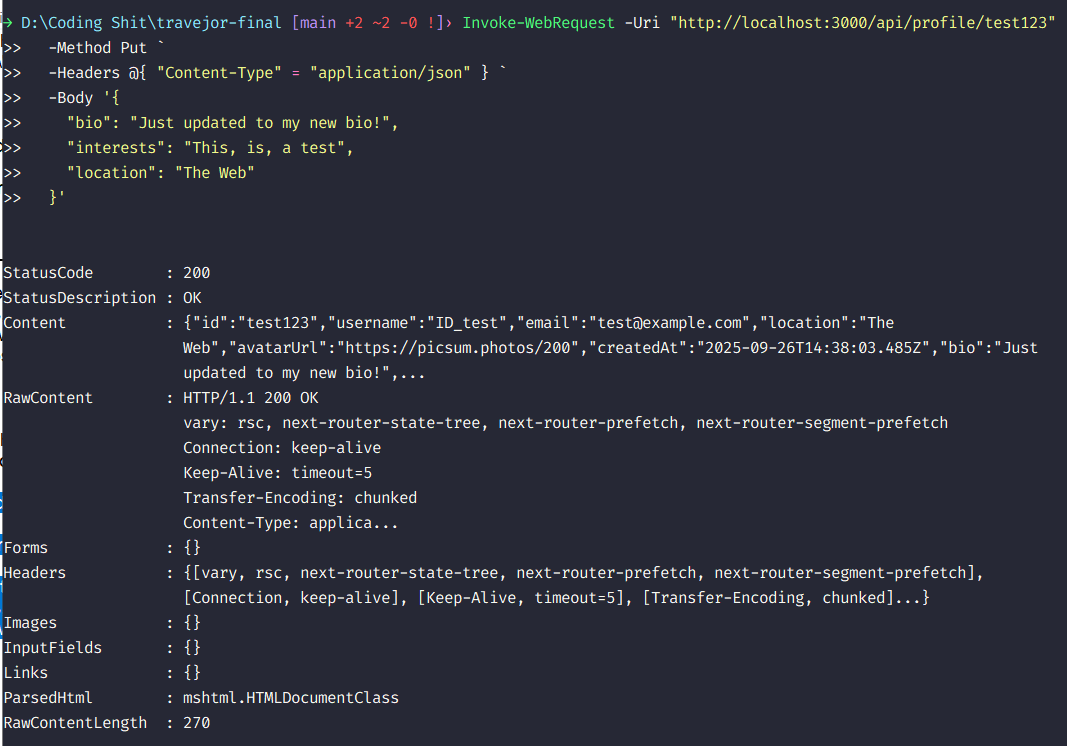 → D:\Coding Shit\travejor-final [main +2 ~2 -0 !]› Invoke-WebRequest -Uri "http://localhost:3000/api/profile/test123"
>>   -Method Put `
>>   -Headers @{ "Content-Type" = "application/json" } `
>>   -Body '{
>>     "bio": "Just updated to my new bio!",
>>     "interests": "This, is, a test",
>>     "location": "The Web"
>>   }'
StatusCode        : 200
StatusDescription : OK
Content           : {"id":"test123","username":"ID_test","email":"test@example.com","location":"The
                    Web","avatarUrl":"https://picsum.photos/200","createdAt":"2025-09-26T14:38:03.485Z","bio":"Just
                    updated to my new bio!",...
RawContent        : HTTP/1.1 200 OK
                    vary: rsc, next-router-state-tree, next-router-prefetch, next-router-segment-prefetch
                    Connection: keep-alive
                    Keep-Alive: timeout=5
                    Transfer-Encoding: chunked
                    Content-Type: applica...
Forms             : {}
Headers           : {[vary, rsc, next-router-state-tree, next-router-prefetch, next-router-segment-prefetch],
                    [Connection, keep-alive], [Keep-Alive, timeout=5], [Transfer-Encoding, chunked]...}
Images            : {}
InputFields       : {}
Links             : {}
ParsedHtml        : mshtml.HTMLDocumentClass
RawContentLength  : 270